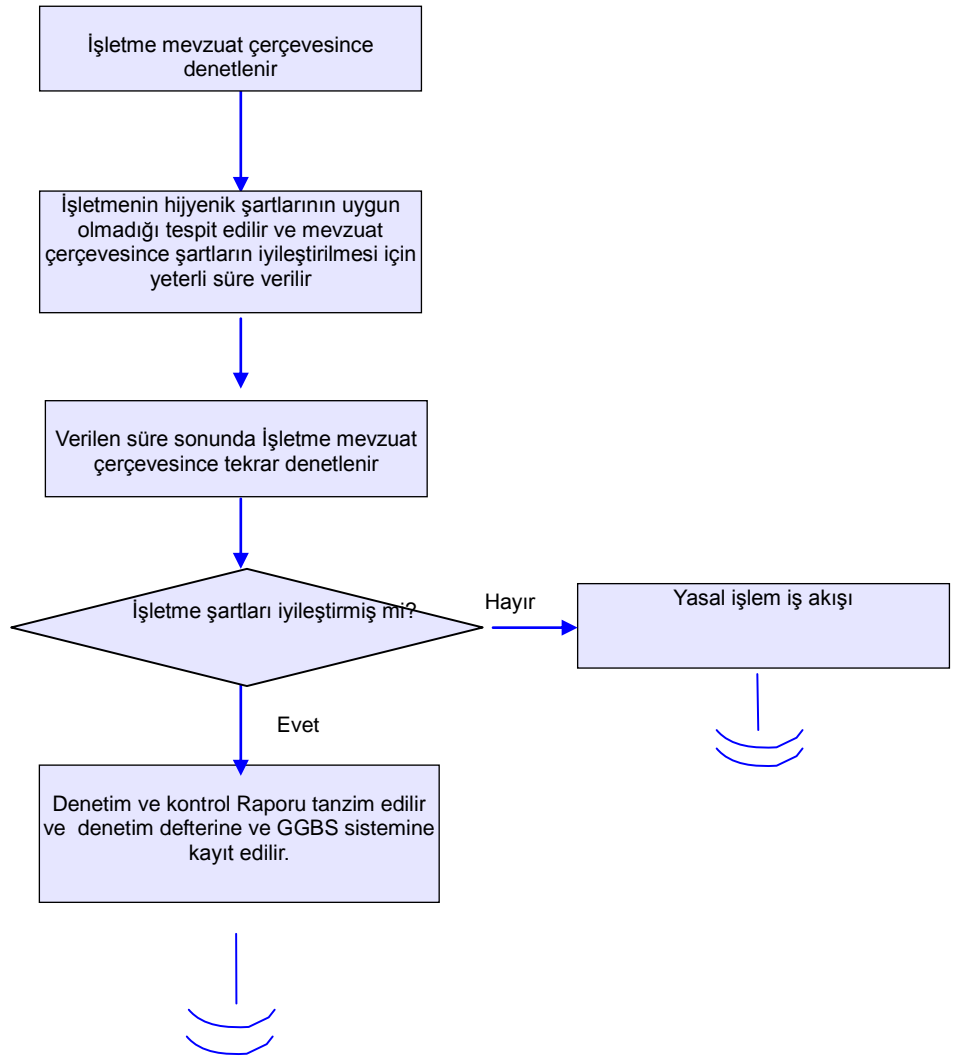 İşletme mevzuat çerçevesince
denetlenir
İşletmenin hijyenik şartlarının uygun
olmadığı tespit edilir ve mevzuat
çerçevesince şartların iyileştirilmesi için
yeterli süre verilir
Verilen süre sonunda İşletme mevzuat
çerçevesince tekrar denetlenir
İşletme şartları iyileştirmiş mi?
Hayır
Yasal işlem iş akışı
Evet
Denetim ve kontrol Raporu tanzim edilir
ve denetim defterine ve GGBS sistemine
kayıt edilir.